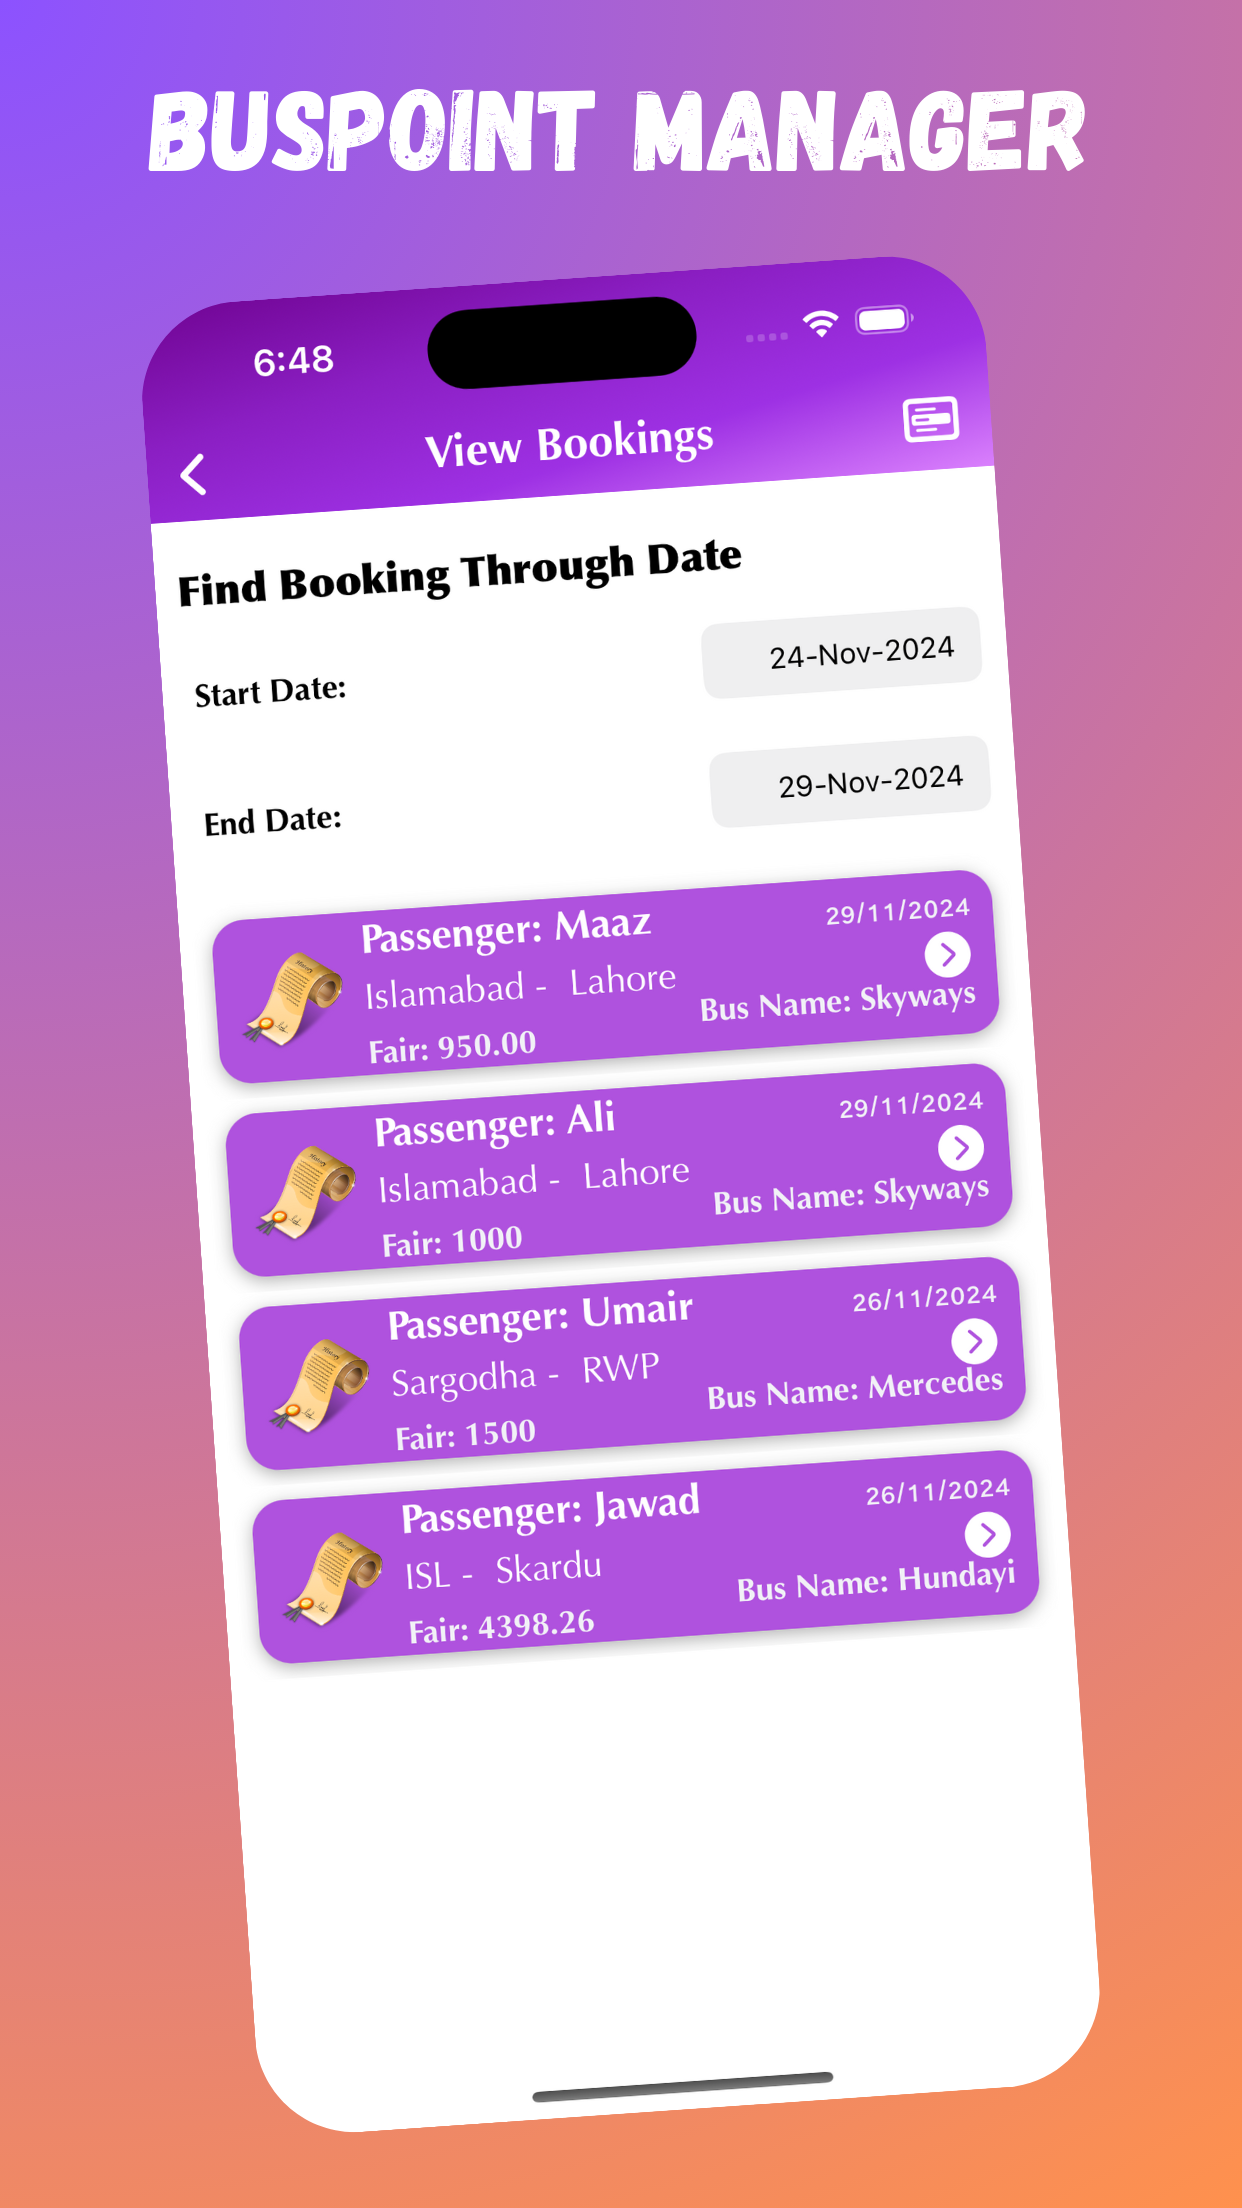 BUSPOINT MANAGER
6:48
View Bookings
Find Booking Through Date
Start Date:
24-Nov-2024
End Date:
29-Nov-2024
Passenger: Maaz
29/11/2024
Islamabad - Lahore
Bus Name: Skyways
Fair: 950.00
Passenger: Ali
29/11/2024
Islamabad - Lahore
Bus Name: Skyways
Fair: 1000
Passenger: Umair
26/11/2024
Sargodha - RWP
Bus Name: Mercedes
Fair: 1500
Passenger: Jawad
26/11/2024
ISL - Skardu
Bus Name: Hundayi
Fair: 4398.26